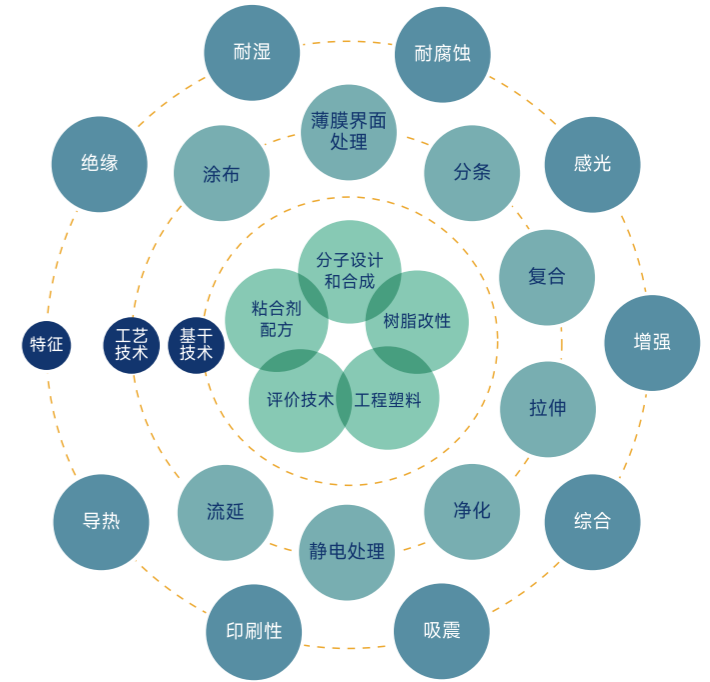 耐湿
耐腐蚀
薄膜界面
处理
绝缘
涂布
分条
感光
分子设计
和合成
复合
粘合剂
配方
树脂改性
特征
工艺
技术
基干
技术
增强
评价技术
工程塑料
拉伸
导热
流延
净化
综合
静电处理
印刷性
吸震